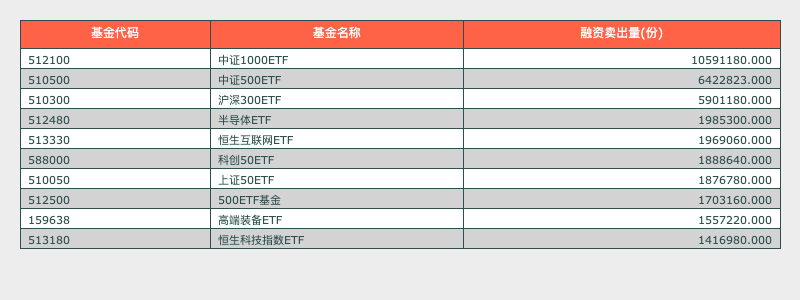 基金代码 基金名称 融资卖出量(份)
512100 中证1000ETF 10591180.000
510500 中证500ETF 6422823.000
510300 沪深300ETF 5901180.000
512480 半导体ETF 1985300.000
513330 恒生互联网ETF 1969060.000
588000 科创50ETF 1888640.000
510050 上证50ETF 1876780.000
512500 500ETF基金 1703160.000
159638 高端装备ETF 1557220.000
513180 恒生科技指数ETF 1416980.000